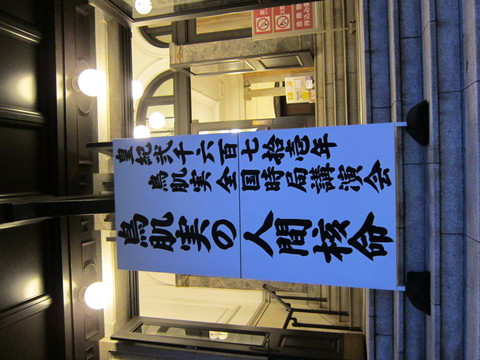 皇紀弐千六百七拾壱年
鳥肌実全国時局講演会
鳥肌実の人間核命